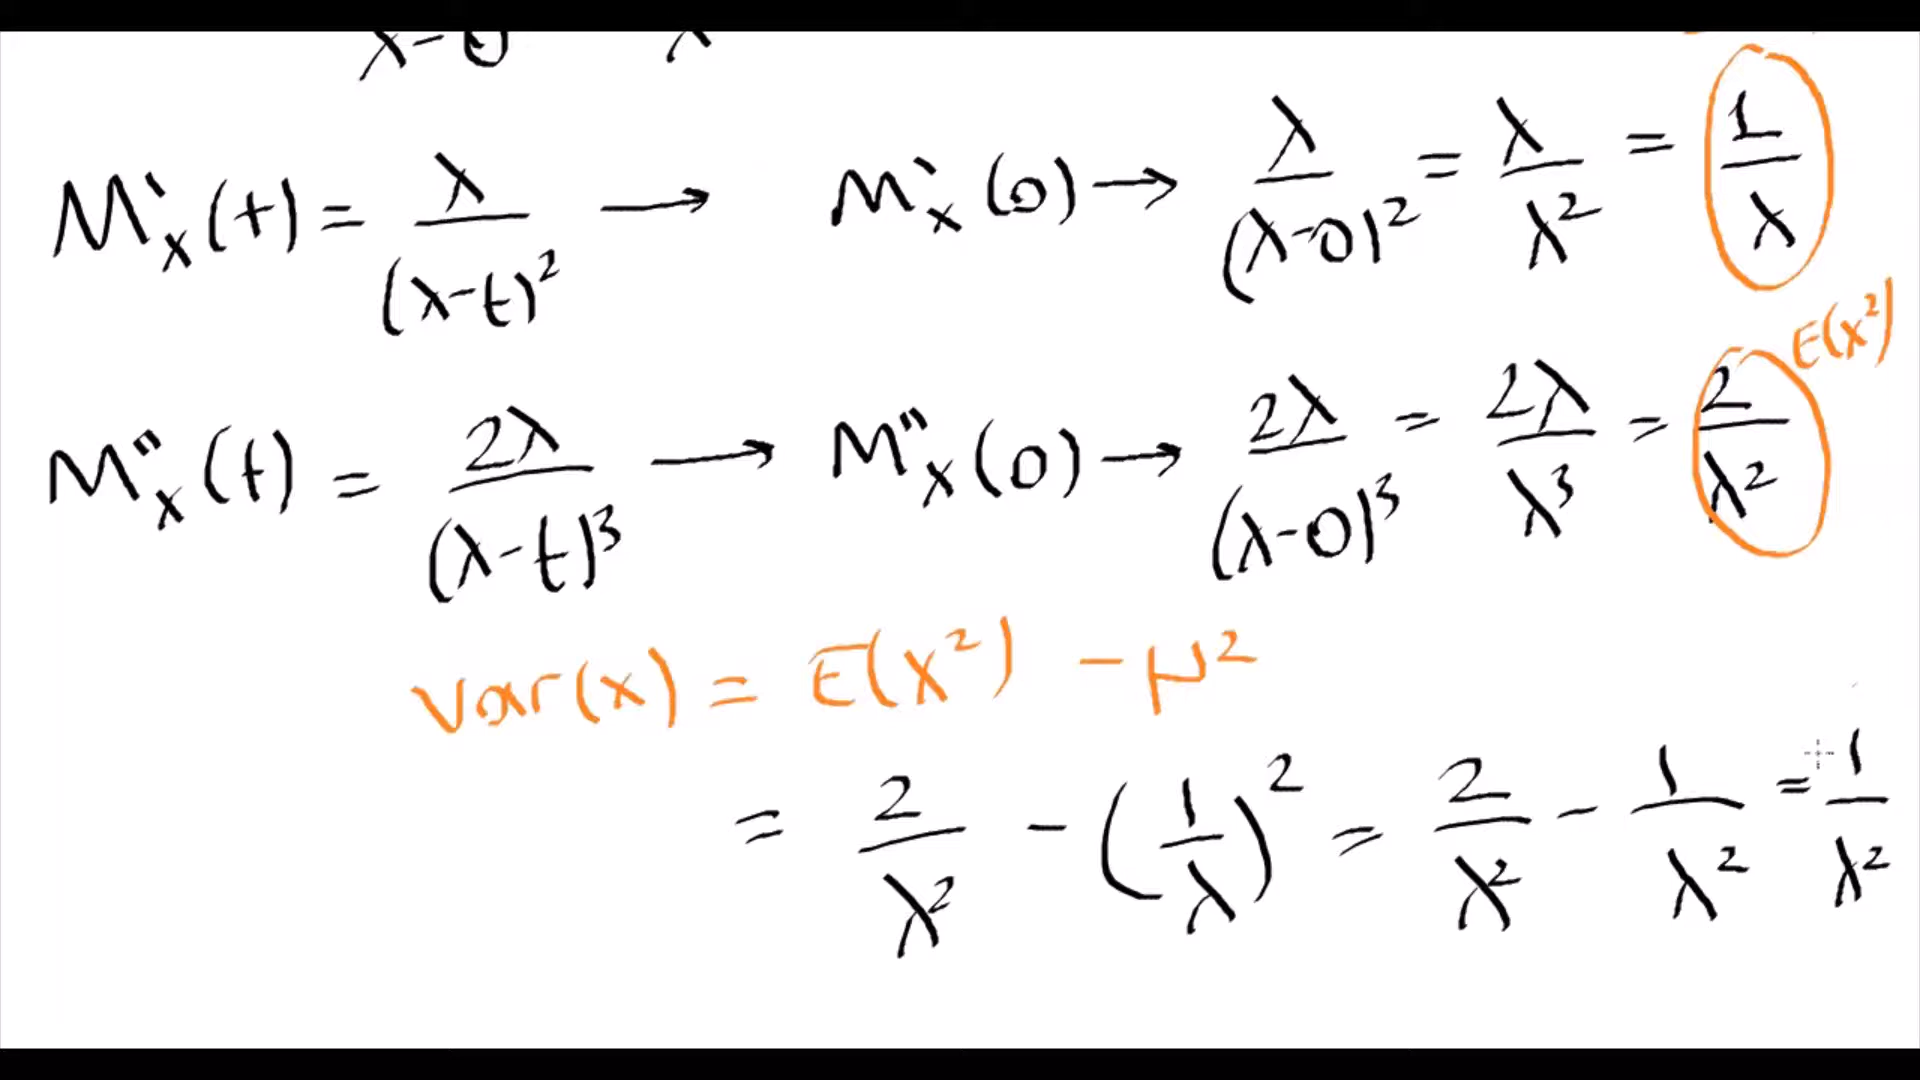 λ-0 λ
M'ₓ(t) = λ/(λ-t)² → M'ₓ(0) → λ/(λ-0)² = λ/λ² = 1/λ
E(x²)
M"ₓ(t) = 2λ/(λ-t)³ → M"ₓ(0) → 2λ/(λ-0)³ = 2λ/λ³ = 2/λ²
Var(x) = E(x²) - μ²
= 2/λ² - (1/λ)² = 2/λ² - 1/λ² = 1/λ²